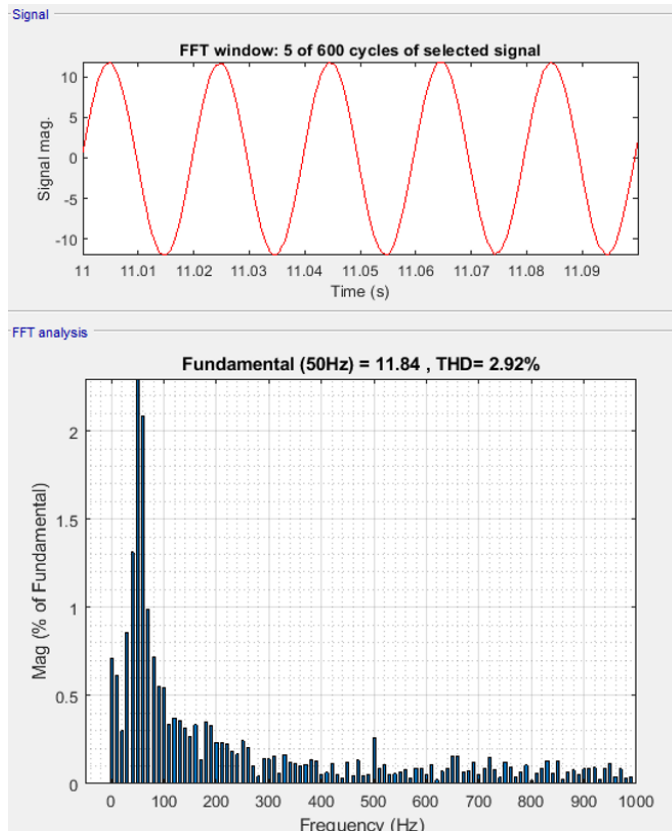 Signal
FFT window: 5 of 600 cycles of selected signal
10
5
0
-5
-10
Signal mag.
11 11.01 11.02 11.03 11.04 11.05 11.06 11.07 11.08 11.09
Time (s)
FFT analysis
Fundamental (50Hz) = 11.84 , THD= 2.92%
2
1.5
1
0.5
0
Mag (% of Fundamental)
0 100 200 300 400 500 600 700 800 900 1000
Frequency (Hz)